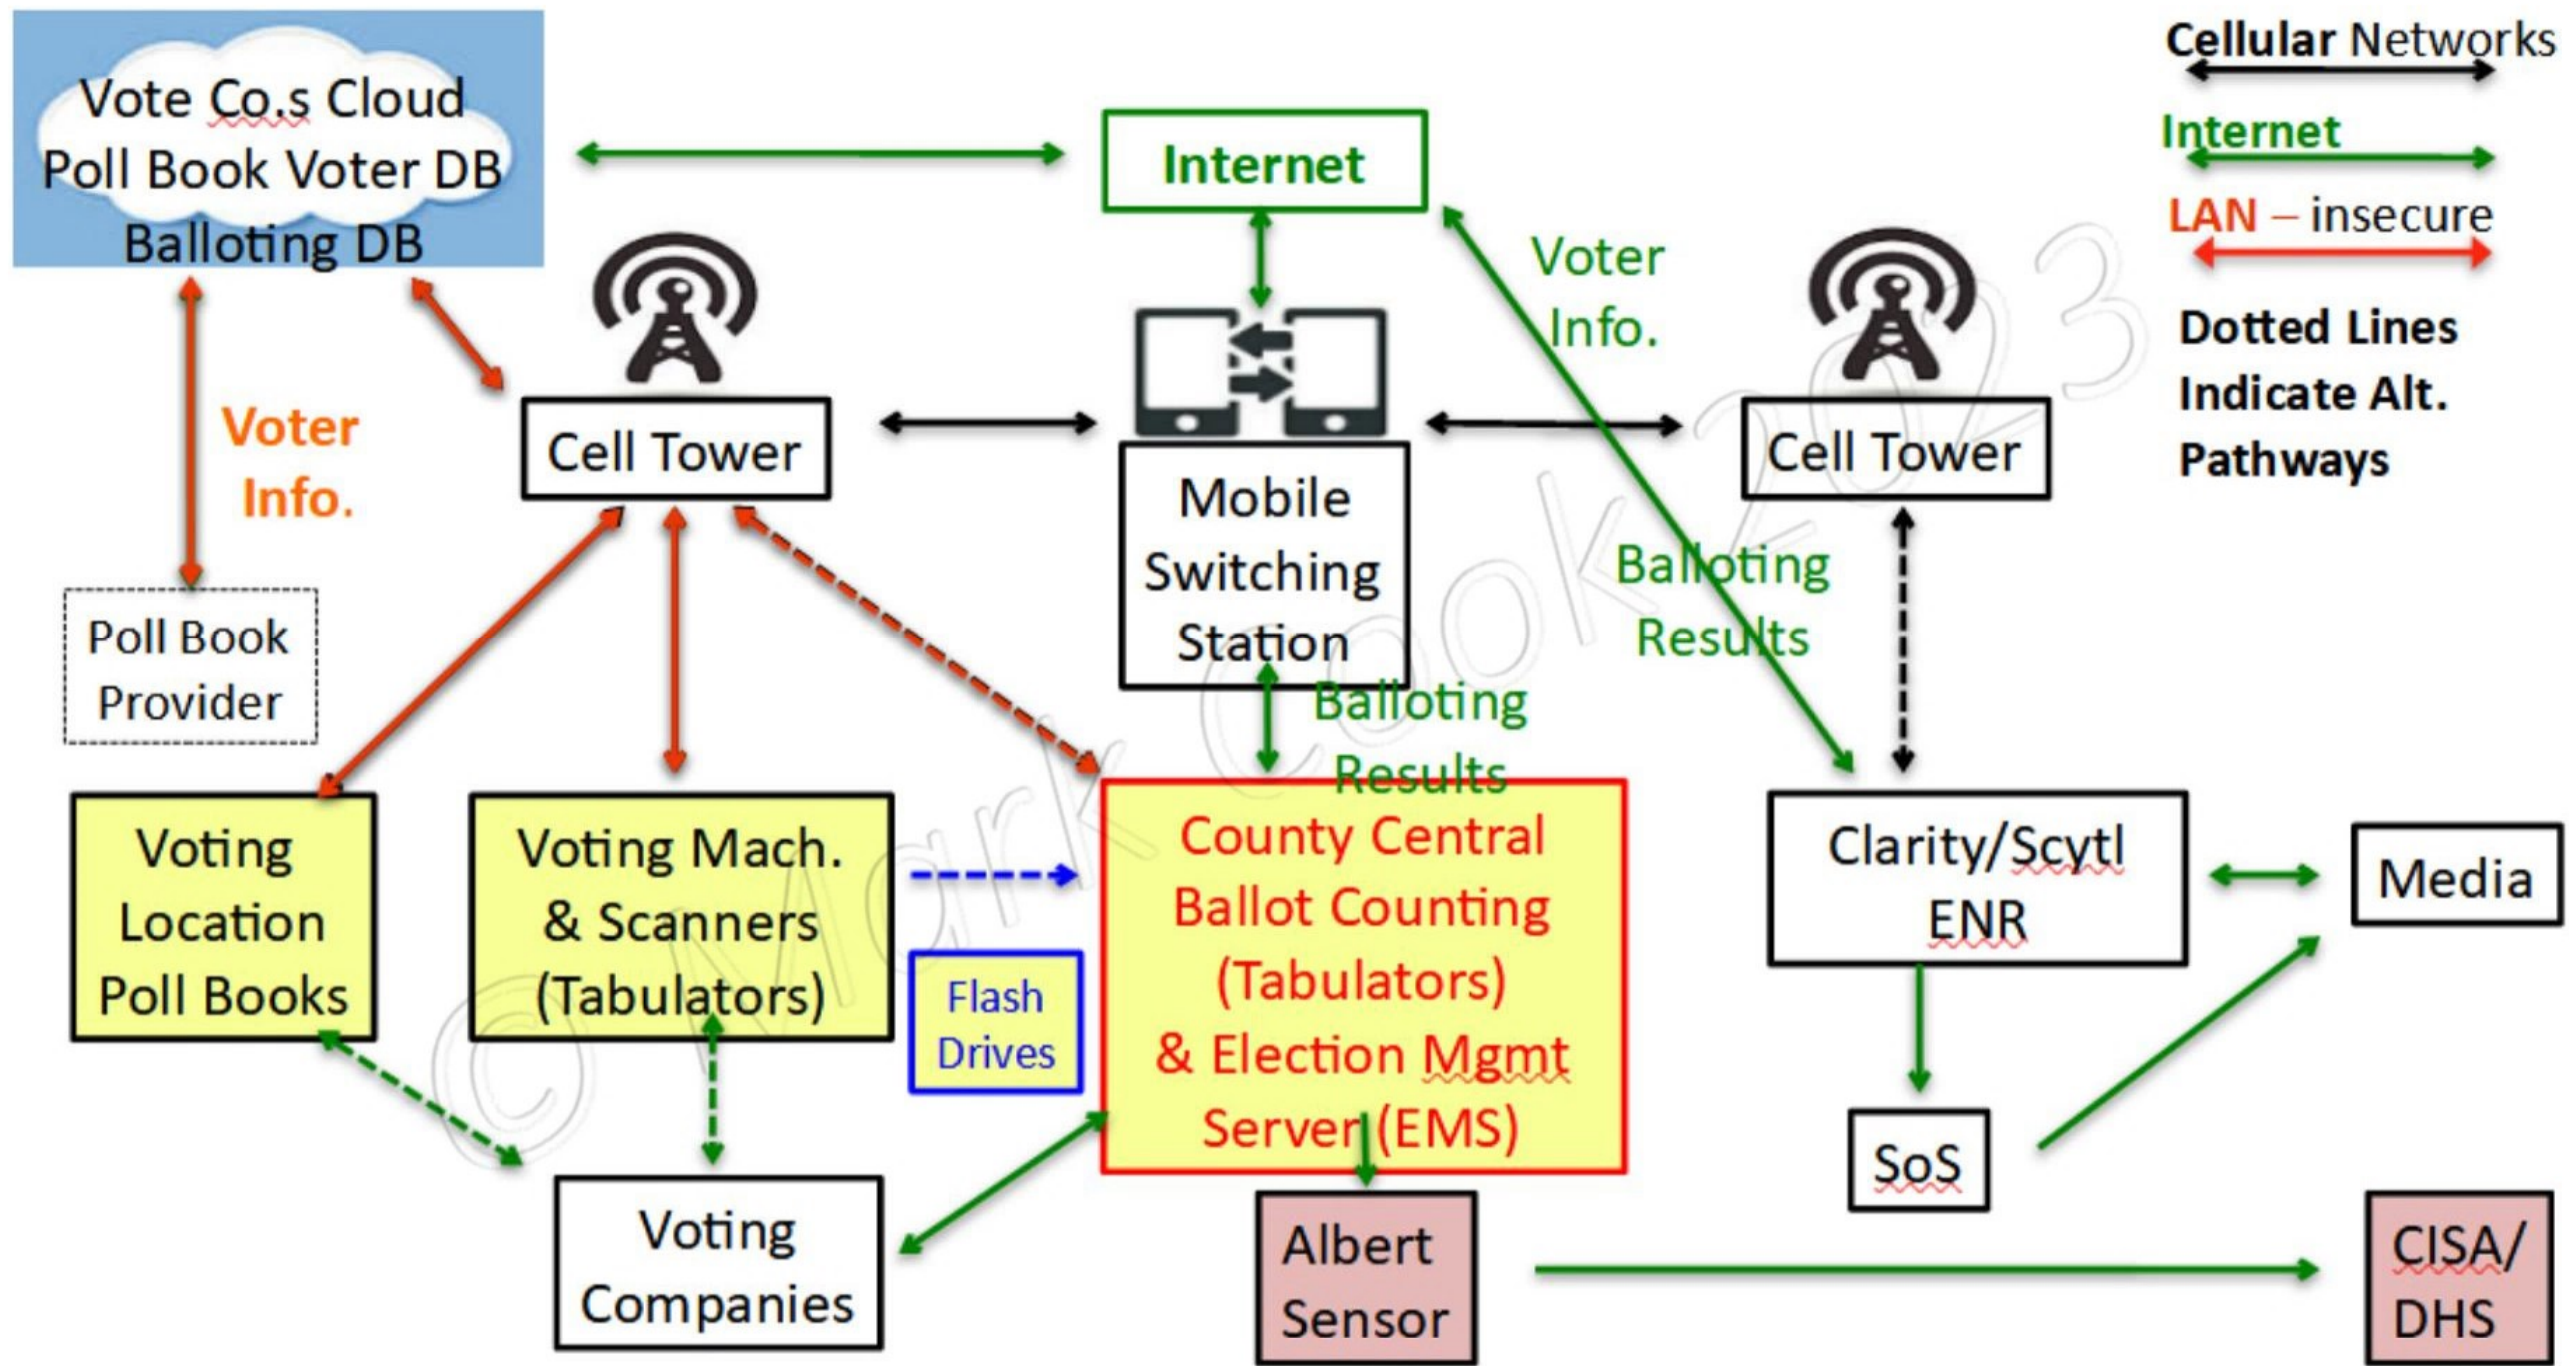 Vote Co.s Cloud
Poll Book Voter DB
Balloting DB
Internet
Cellular Networks
Internet
LAN – insecure
Dotted Lines
Indicate Alt.
Pathways
Voter
Info.
Voter
Info.
Cell Tower
Mobile
Switching
Station
Cell Tower
Balloting
Results
Balloting
Results
Poll Book
Provider
Voting
Location
Poll Books
Voting Mach.
& Scanners
(Tabulators)
Flash
Drives
County Central
Ballot Counting
(Tabulators)
& Election Mgmt
Server (EMS)
Clarity/Scytl
ENR
Media
SoS
Voting
Companies
Albert
Sensor
CISA/
DHS
© Mark Cook 2023